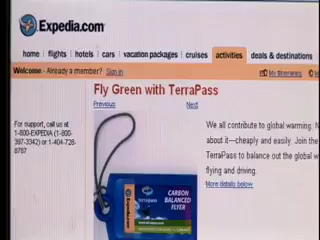 Expedia.com
home flights hotels cars vacation packages cruises activities deals & destinations
Welcome - Already a member? Sign in
My Itineraries
Fly Green with TerraPass
Previous Next
For support, call us at
1-800-EXPEDIA (1-800-
397-3342) or 1-404-728-
8787
We all contribute to global warming.
about it—cheaply and easily. Join the
TerraPass to balance out the global w
flying and driving.
More details below
Expedia.com
terrapass
CARBON
BALANCED
FLYER